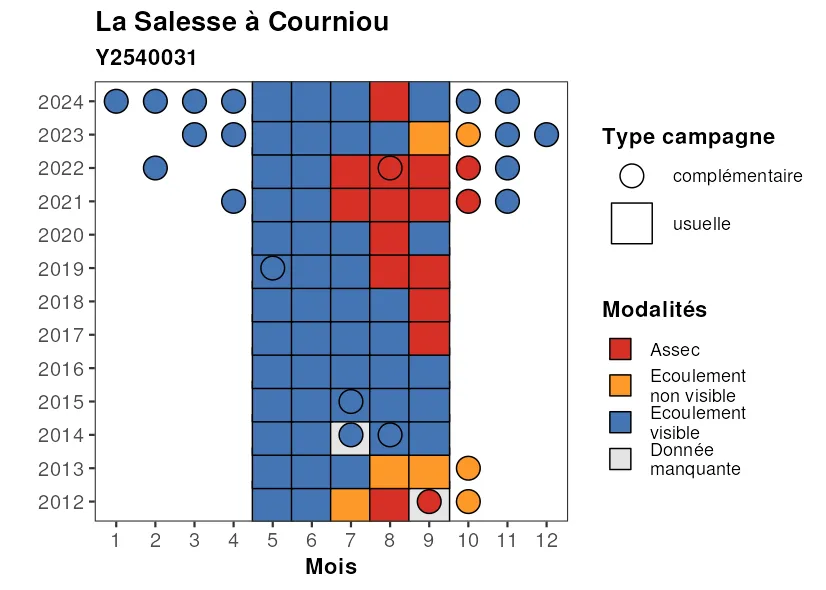 La Salesse à Courniou
Y2540031
2024
2023
2022
2021
2020
2019
2018
2017
2016
2015
2014
2013
2012
1 2 3 4 5 6 7 8 9 10 11 12
Mois
Type campagne
complémentaire
usuelle
Modalités
Assec
Ecoulement
non visible
Ecoulement
visible
Donnée
manquante